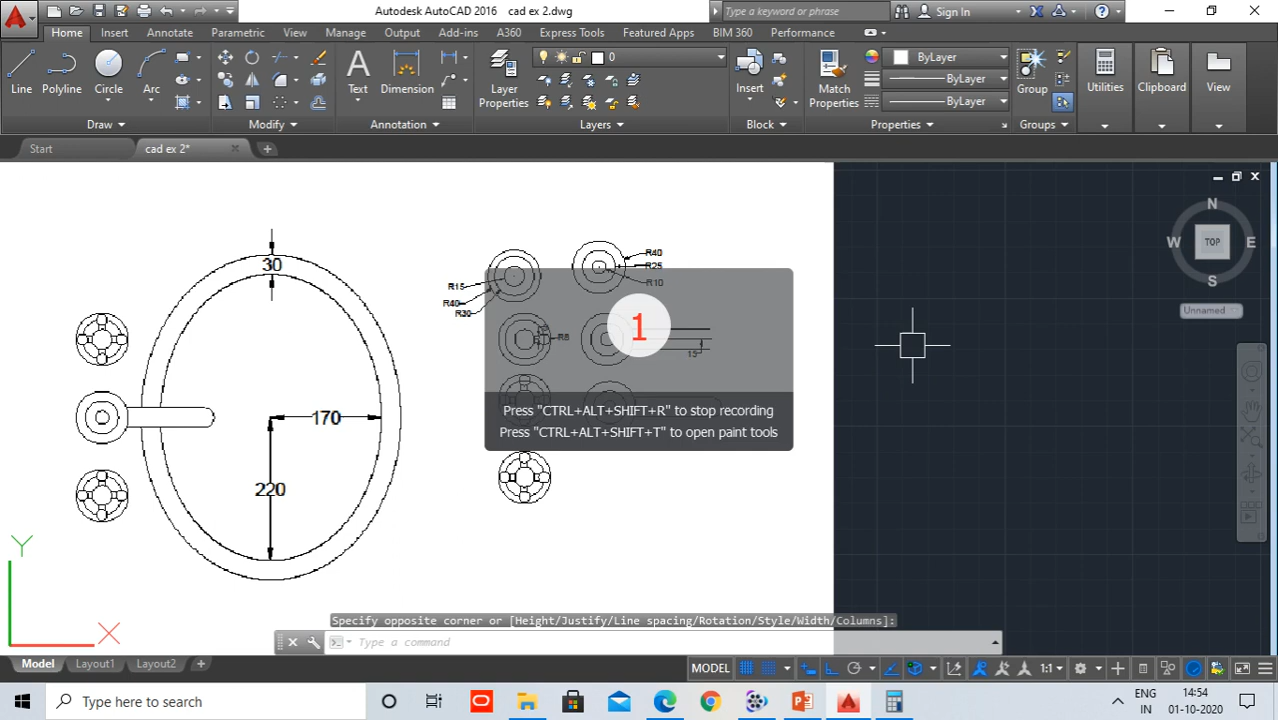 Autodesk AutoCAD 2016 cad ex 2.dwg
Type a keyword or phrase
Sign In
Home Insert Annotate Parametric View Manage Output Add-ins A360 Express Tools Featured Apps BIM 360 Performance
Line Polyline Circle Arc
Text Dimension
Layer Properties
0
Insert
Match Properties
ByLayer
ByLayer
ByLayer
Group
Utilities
Clipboard
View
Draw Modify Annotation Layers Block Properties Groups
Start cad ex 2*
30
170
220
R15
R40
R30
R40
R25
R10
R8
15
1
Press "CTRL+ALT+SHIFT+R" to stop recording
Press "CTRL+ALT+SHIFT+T" to open paint tools
N
W TOP E
S
Unnamed
Y
X
Specify opposite corner or [Height/Justify/Line spacing/Rotation/Style/Width/Columns]:
Type a command
Model Layout1 Layout2
MODEL
1:1
Type here to search
ENG
IN
14:54
01-10-2020